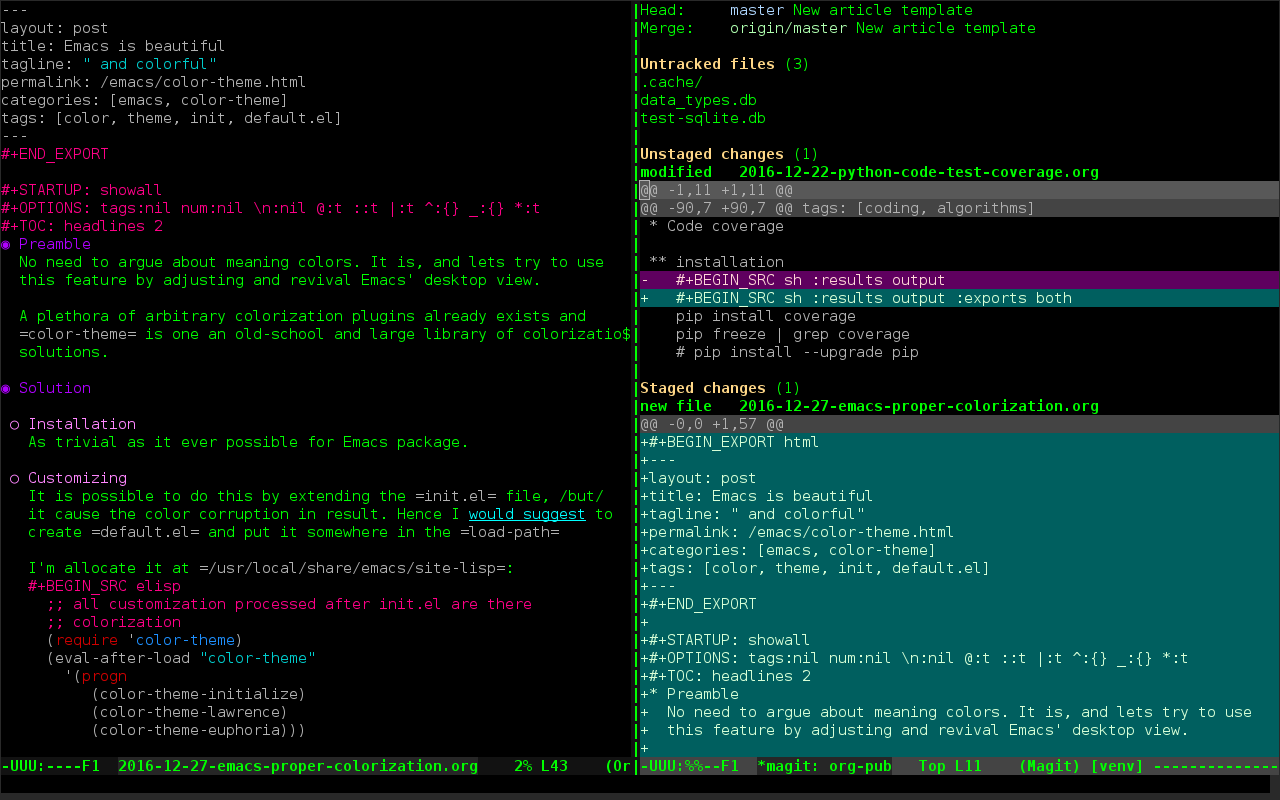 ---
layout: post
title: Emacs is beautiful
tagline: " and colorful"
permalink: /emacs/color-theme.html
categories: [emacs, color-theme]
tags: [color, theme, init, default.el]
---
#+END_EXPORT
#+STARTUP: showall
#+OPTIONS: tags:nil num:nil \n:nil @:t ::t |:t ^:{} _:{} *:t
#+TOC: headlines 2
◉ Preamble
No need to argue about meaning colors. It is, and lets try to use
this feature by adjusting and revival Emacs' desktop view.
A plethora of arbitrary colorization plugins already exists and
=color-theme= is one an old-school and large library of colorizatio$
solutions.
◉ Solution
○ Installation
As trivial as it ever possible for Emacs package.
○ Customizing
It is possible to do this by extending the =init.el= file, /but/
it cause the color corruption in result. Hence I would suggest to
create =default.el= and put it somewhere in the =load-path=
I'm allocate it at =/usr/local/share/emacs/site-lisp=:
#+BEGIN_SRC elisp
;; all customization processed after init.el are there
;; colorization
(require 'color-theme)
(eval-after-load "color-theme"
'(progn
(color-theme-initialize)
(color-theme-lawrence)
(color-theme-euphoria)))
-UUU:----F1  2016-12-27-emacs-proper-colorization.org    2% L43    (Or
Head:     master New article template
Merge:    origin/master New article template
Untracked files (3)
.cache/
data_types.db
test-sqlite.db
Unstaged changes (1)
modified   2016-12-22-python-code-test-coverage.org
@@ -1,11 +1,11 @@
@@ -90,7 +90,7 @@ tags: [coding, algorithms]
* Code coverage
** installation
-   #+BEGIN_SRC sh :results output
+   #+BEGIN_SRC sh :results output :exports both
pip install coverage
pip freeze | grep coverage
# pip install --upgrade pip
Staged changes (1)
new file   2016-12-27-emacs-proper-colorization.org
@@ -0,0 +1,57 @@
+#+BEGIN_EXPORT html
+---
+layout: post
+title: Emacs is beautiful
+tagline: " and colorful"
+permalink: /emacs/color-theme.html
+categories: [emacs, color-theme]
+tags: [color, theme, init, default.el]
+---
+#+END_EXPORT
+
+#+STARTUP: showall
+#+OPTIONS: tags:nil num:nil \n:nil @:t ::t |:t ^:{} _:{} *:t
+#+TOC: headlines 2
+* Preamble
+  No need to argue about meaning colors. It is, and lets try to use
+  this feature by adjusting and revival Emacs' desktop view.
+
-UUU:%%--F1  *magit: org-pub   Top L11    (Magit) [venv] --------------